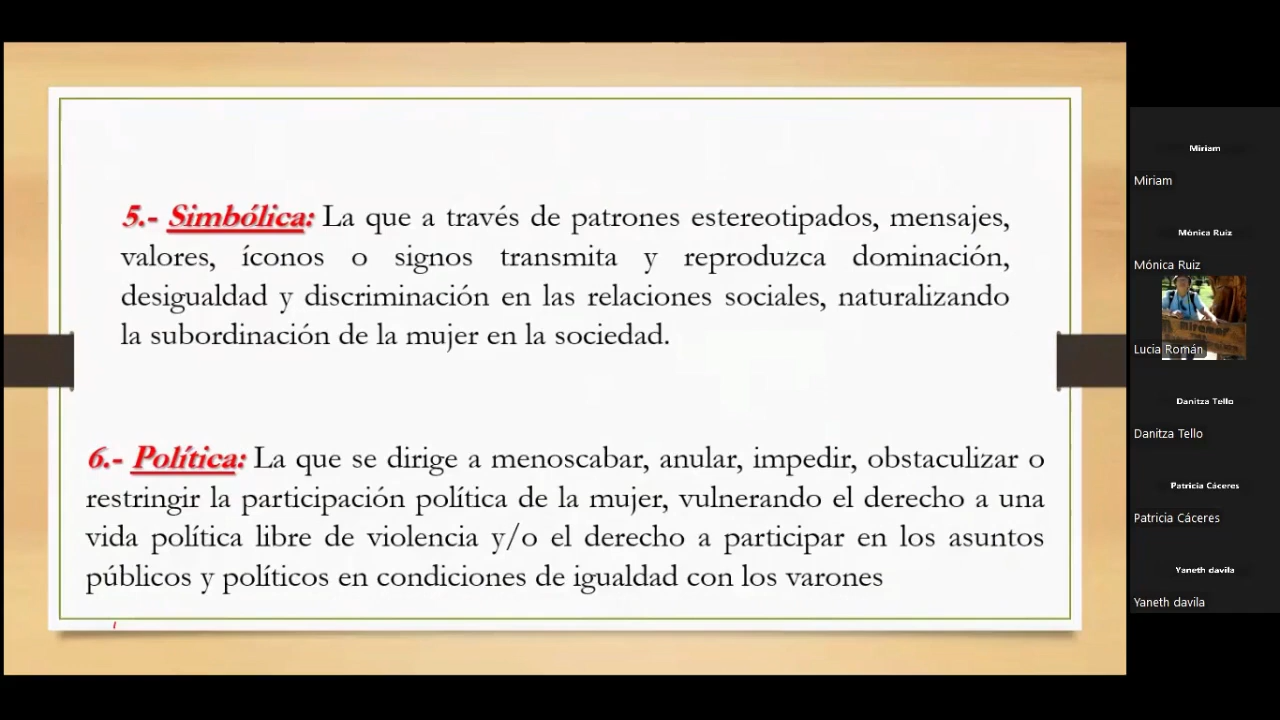 5.- Simbólica: La que a través de patrones estereotipados, mensajes,
valores, íconos o signos transmita y reproduzca dominación,
desigualdad y discriminación en las relaciones sociales, naturalizando
la subordinación de la mujer en la sociedad.
6.- Política: La que se dirige a menoscabar, anular, impedir, obstaculizar o
restringir la participación política de la mujer, vulnerando el derecho a una
vida política libre de violencia y/o el derecho a participar en los asuntos
públicos y políticos en condiciones de igualdad con los varones
Miriam
Miriam
Mónica Ruiz
Mónica Ruiz
Lucia Román
Danitza Tello
Danitza Tello
Patricia Cáceres
Patricia Cáceres
Yaneth davila
Yaneth davila